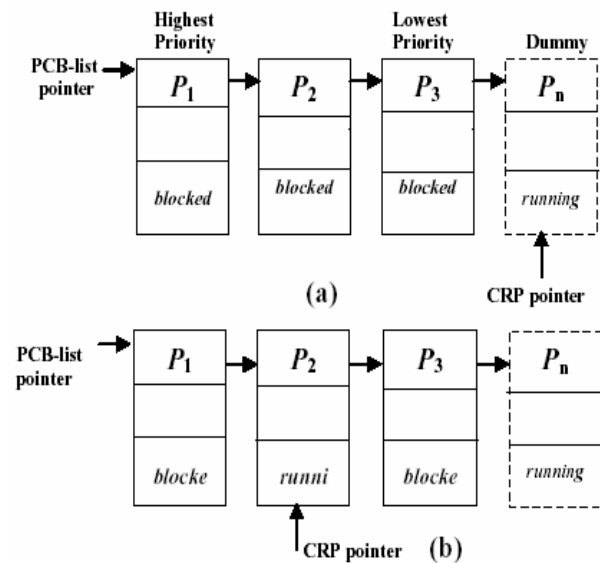 Highest Priority
Lowest Priority
Dummy
PCB-list pointer
P1
P2
P3
Pn
blocked
blocked
blocked
running
(a)
CRP pointer
PCB-list pointer
P1
P2
P3
Pn
blocke
runni
blocke
running
CRP pointer
(b)